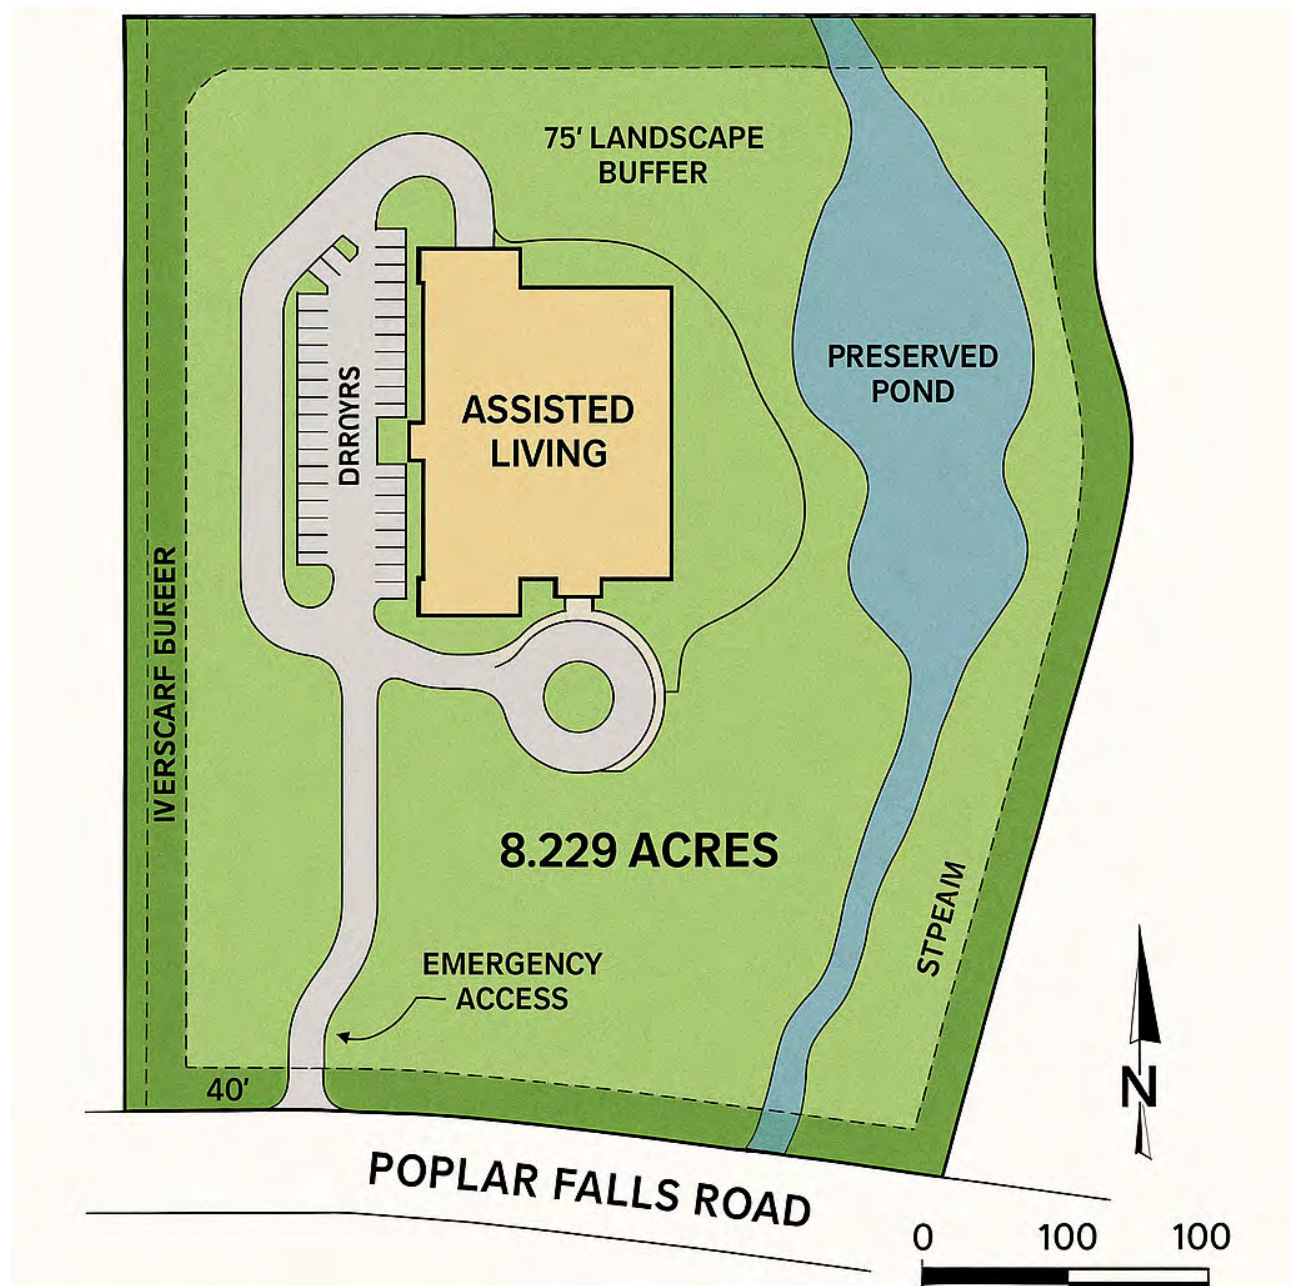 75' LANDSCAPE
BUFFER
PRESERVED
POND
ASSISTED
LIVING
DRROYRS
IVERSCARF BUREER
8.229 ACRES
STPEAM
EMERGENCY
ACCESS
40'
N
POPLAR FALLS ROAD
0 100 100